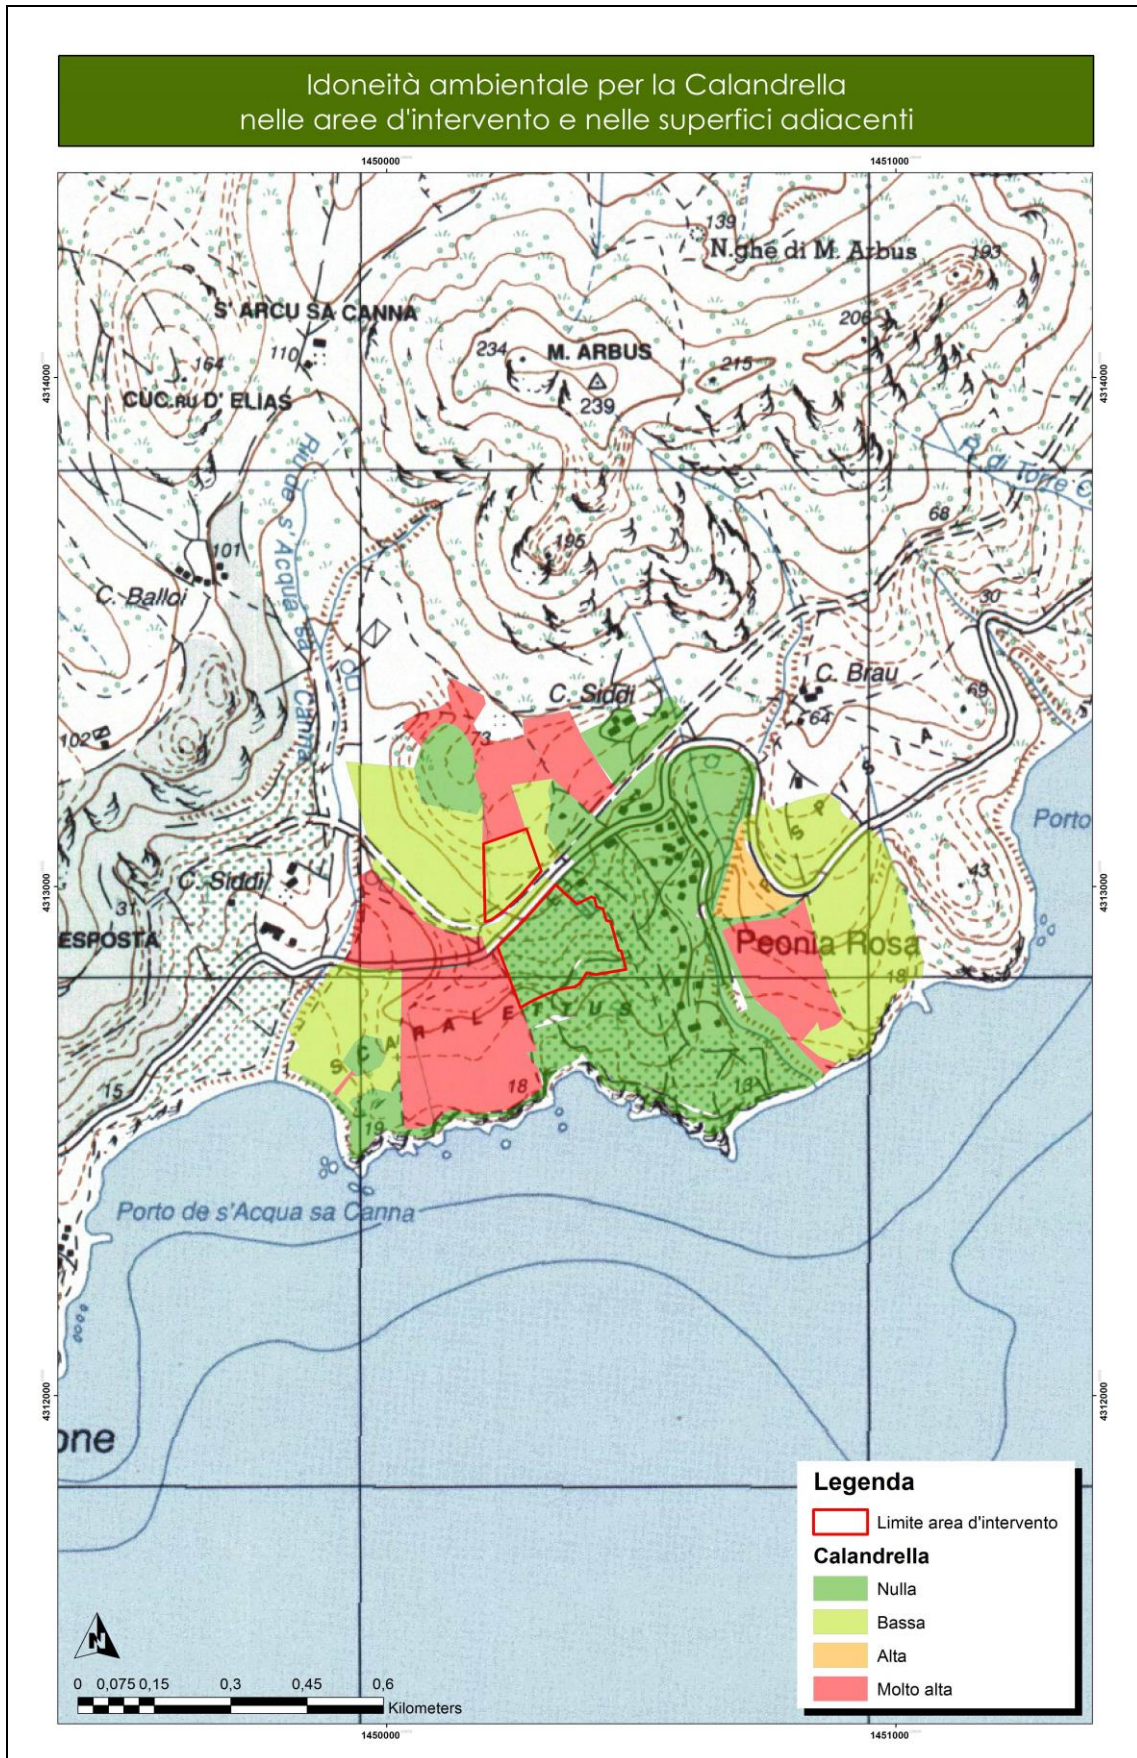 Idoneità ambientale per la Calandrella
nelle aree d'intervento e nelle superfici adiacenti
1450000
1451000
139
N.ghe di M. Arbus
193
S' ARCU SA CANNA
206
110
234
M. ARBUS
164
215
4314000
4314000
CUC.RU D' ELIAS
239
R. di Torre
Riu de s'Acqua sa Canna
68
195
101
C. Balloi
30
C. Siddi
C. Brau
69
102
73
64
PISPISIA
Porto
C. Siddi
43
4313000
4313000
31
ESPOSTA
Peonia Rosa
18
SCARALETTUS
15
18
13
19
Porto de s'Acqua sa Canna
4312000
4312000
one
Legenda
Limite area d'intervento
Calandrella
Nulla
Bassa
Alta
Molto alta
N
0 0,075 0,15 0,3 0,45 0,6
Kilometers
1450000
1451000